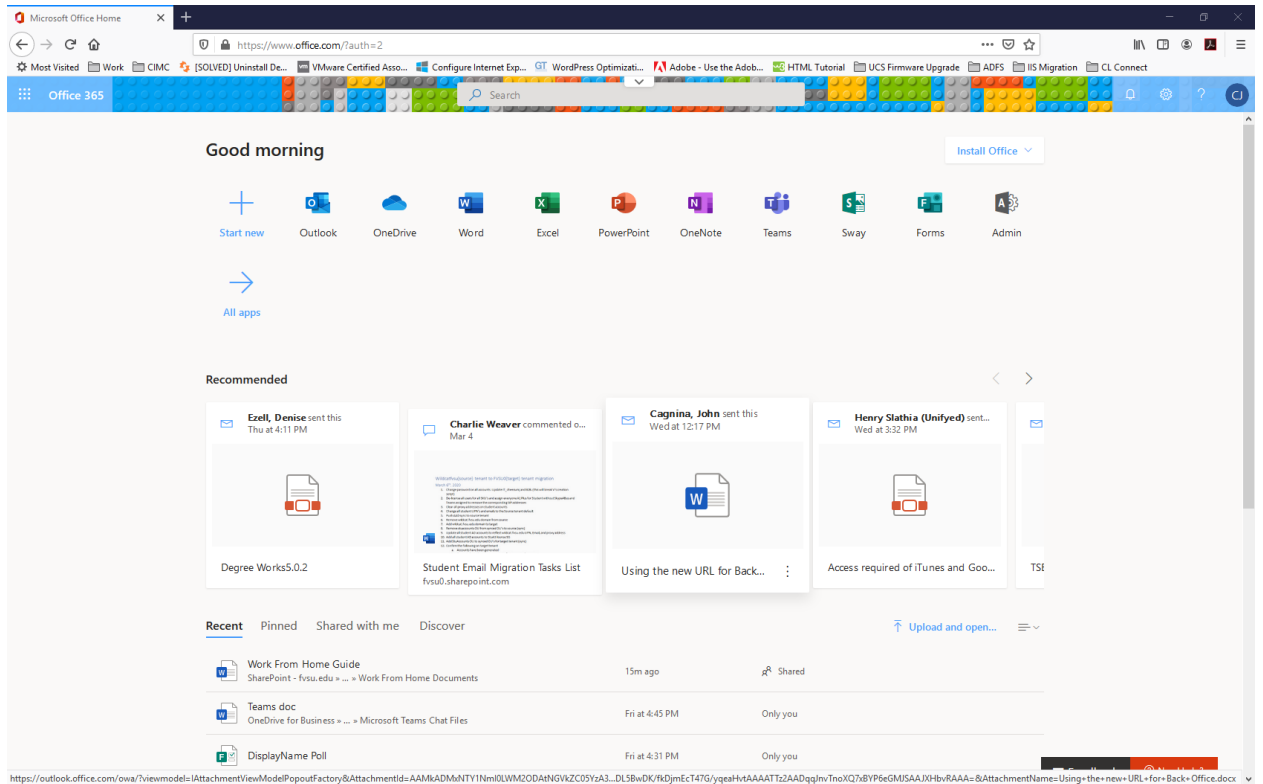 Microsoft Office Home
https://www.office.com/?auth=2
Most Visited Work CIMC [SOLVED] Uninstall De... VMware Certified Asso... Configure Internet Exp... GT WordPress Optimizati... Adobe - Use the Adob... HTML Tutorial UCS Firmware Upgrade ADFS IIS Migration CL Connect
Office 365 Search ? CJ
Good morning
Install Office
Start new Outlook OneDrive Word Excel PowerPoint OneNote Teams Sway Forms Admin
All apps
Recommended
Ezell, Denise sent this
Thu at 4:11 PM
Degree Works5.0.2
Charlie Weaver commented o...
Mar 4
Student Email Migration Tasks List
fvsu0.sharepoint.com
Cagnina, John sent this
Wed at 12:17 PM
Using the new URL for Back...
Henry Slathia (Unifyed) sent...
Wed at 3:32 PM
Access required of iTunes and Goo...
TSE
Recent Pinned Shared with me Discover
Upload and open...
Work From Home Guide
SharePoint - fvsu.edu » ... » Work From Home Documents
15m ago Shared
Teams doc
OneDrive for Business » ... » Microsoft Teams Chat Files
Fri at 4:45 PM Only you
DisplayName Poll
Fri at 4:31 PM Only you